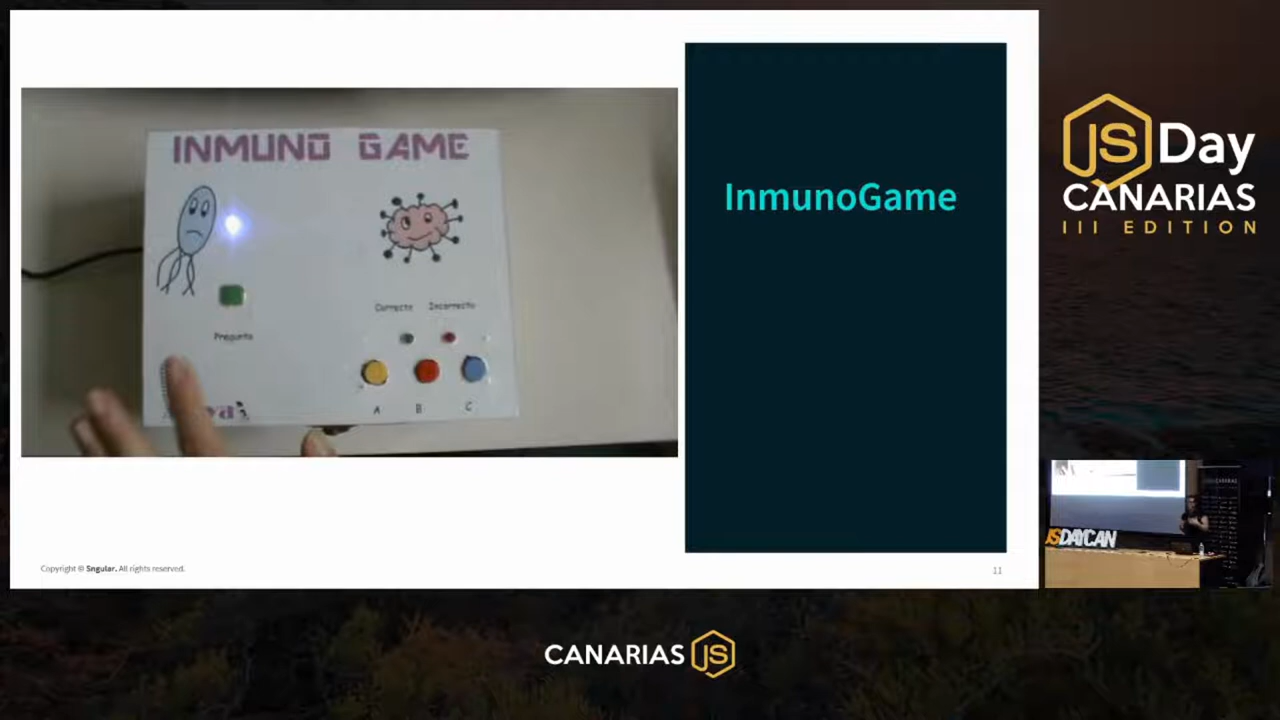 INMUNO GAME
Correcto Incorrecto
Pregunta
A B C
InmunoGame
Copyright © Sngular. All rights reserved.
11
JS Day
CANARIAS
III EDITION
JSDAYCAN
CANARIAS JS